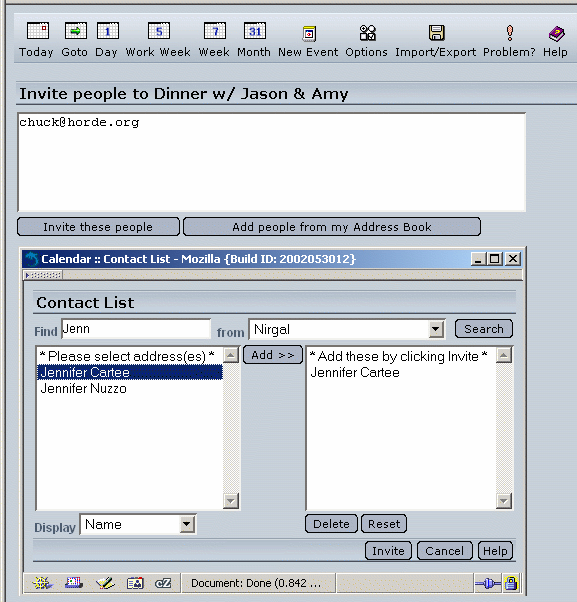 1 5 7 31
Today Goto Day Work Week Week Month New Event Options Import/Export Problem? Help
Invite people to Dinner w/ Jason & Amy
chuck@horde.org
Invite these people Add people from my Address Book
Calendar :: Contact List - Mozilla {Build ID: 2002053012}
Contact List
Find Jenn from Nirgal Search
* Please select address(es) * Add >> * Add these by clicking Invite *
Jennifer Cartee Jennifer Cartee
Jennifer Nuzzo
Display Name Delete Reset
Invite Cancel Help
Document: Done (0.842 ...